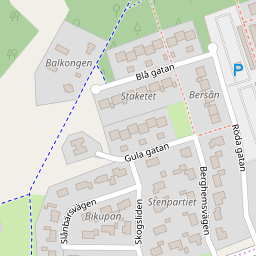 Balkongen
Blå gatan
P
Staketet
Bersån
Röda gatan
Gula gatan
Berghemsvägen
Slånbärsvägen
Bikupan
Skogsliden
Stenpartiet